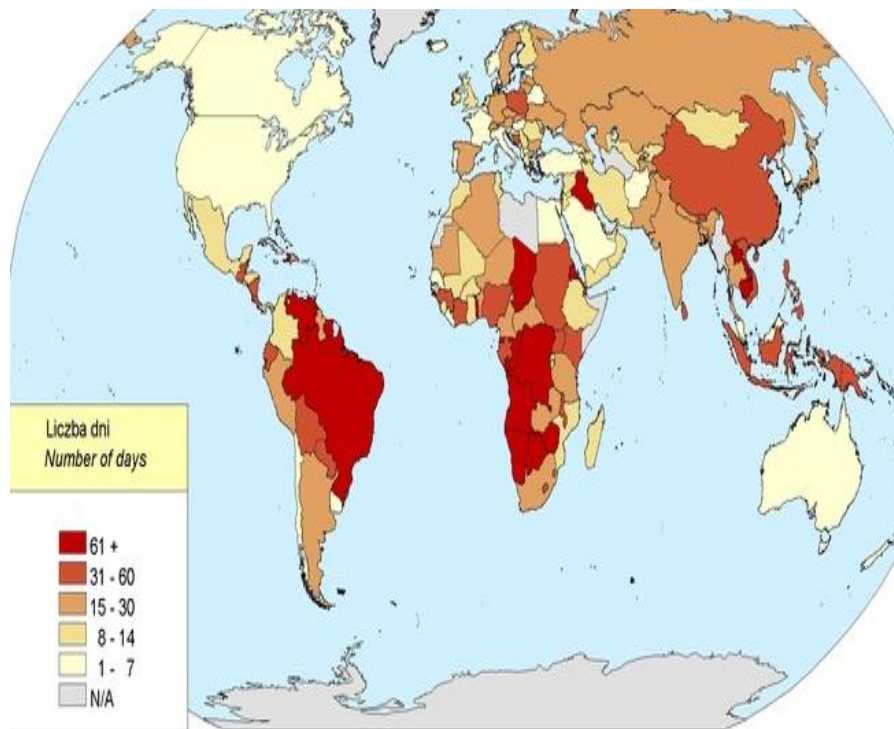 Liczba dni
Number of days
61 +
31 - 60
15 - 30
8 - 14
1 - 7
N/A